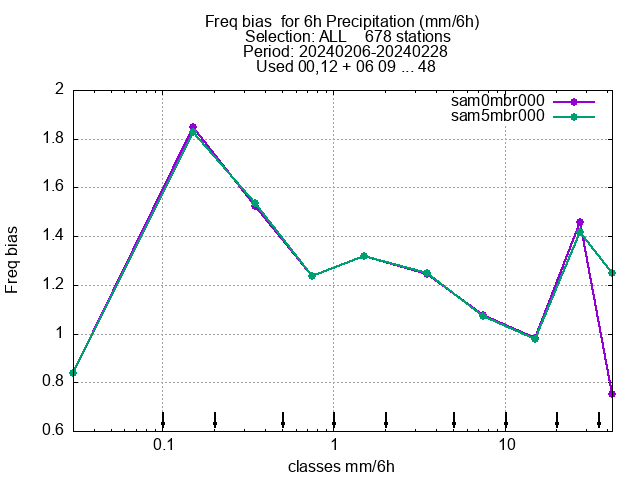 Freq bias  for 6h Precipitation (mm/6h)
Selection: ALL    678 stations
Period: 20240206-20240228
Used 00,12 + 06 09 ... 48
sam0mbr000
sam5mbr000
2
1.8
1.6
1.4
1.2
1
0.8
0.6
Freq bias
0.1 1 10
classes mm/6h